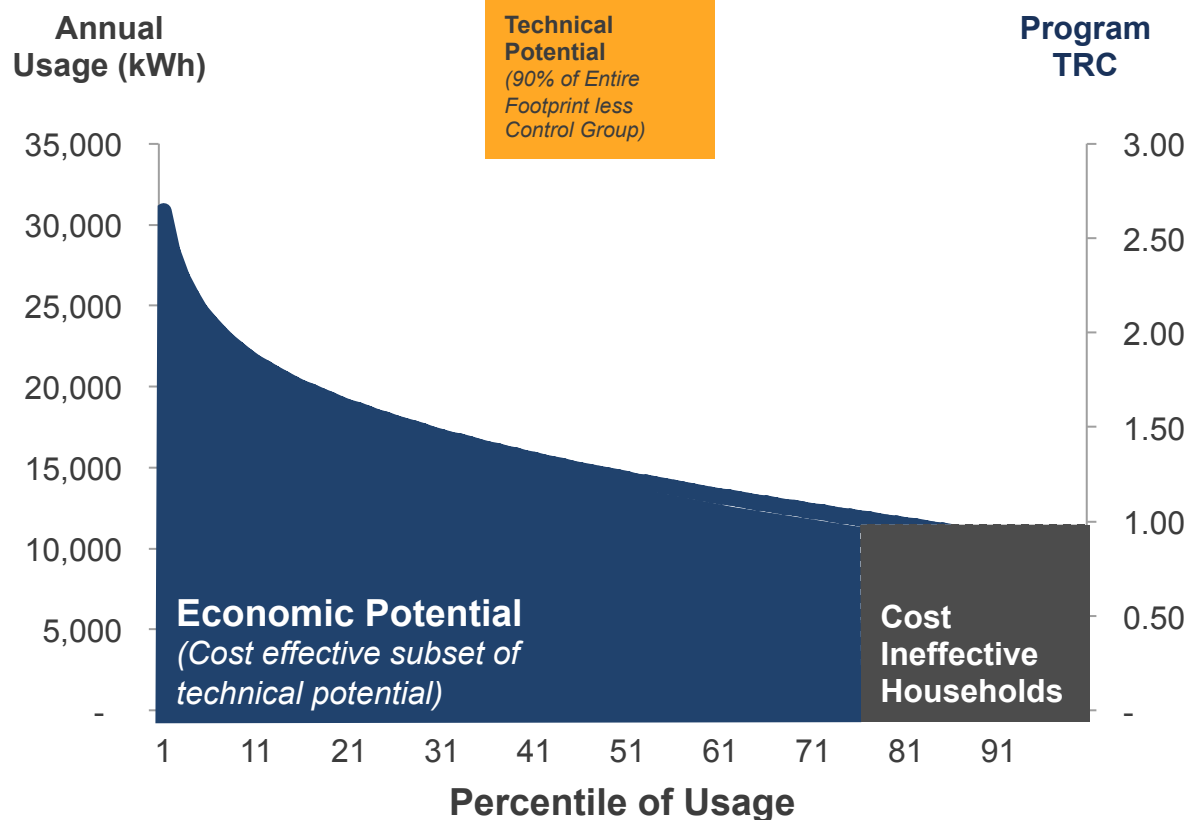 Annual
Usage (kWh)
Technical
Potential
(90% of Entire
Footprint less
Control Group)
Program
TRC
35,000
30,000
25,000
20,000
15,000
10,000
5,000
-
3.00
2.50
2.00
1.50
1.00
0.50
-
Economic Potential
(Cost effective subset of
technical potential)
Cost
Ineffective
Households
1 11 21 31 41 51 61 71 81 91
Percentile of Usage